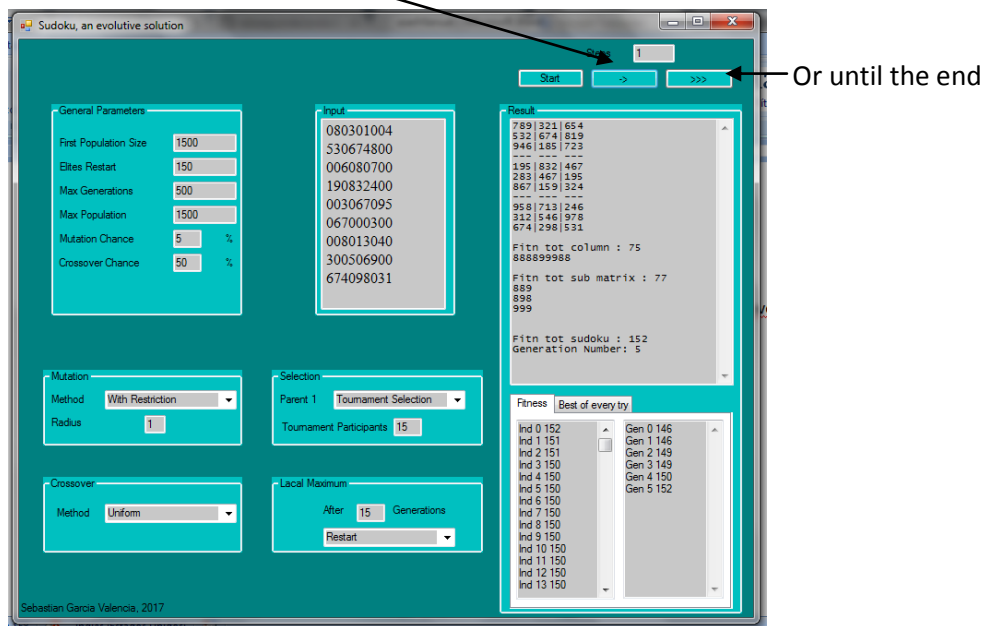 Sudoku, an evolutive solution
Steps 1
Start -> >>>
Or until the end
General Parameters
First Population Size 1500
Elites Restart 150
Max Generations 500
Max Population 1500
Mutation Chance 5 %
Crossover Chance 50 %
Input
080301004
530674800
006080700
190832400
003067095
067000300
008013040
300506900
674098031
Result
789|321|654
532|674|819
946|185|723
--- --- ---
195|832|467
283|467|195
867|159|324
--- --- ---
958|713|246
312|546|978
674|298|531
Fitn tot column : 75
888899988
Fitn tot sub matrix : 77
889
898
999
Fitn tot sudoku : 152
Generation Number: 5
Mutation
Method With Restriction
Radius 1
Selection
Parent 1 Tournament Selection
Tournament Participants 15
Crossover
Method Uniform
Lacal Maximum
After 15 Generations
Restart
Fitness Best of every try
Ind 0 152
Ind 1 151
Ind 2 151
Ind 3 150
Ind 4 150
Ind 5 150
Ind 6 150
Ind 7 150
Ind 8 150
Ind 9 150
Ind 10 150
Ind 11 150
Ind 12 150
Ind 13 150
Gen 0 146
Gen 1 146
Gen 2 149
Gen 3 149
Gen 4 150
Gen 5 152
Sebastian Garcia Valencia, 2017